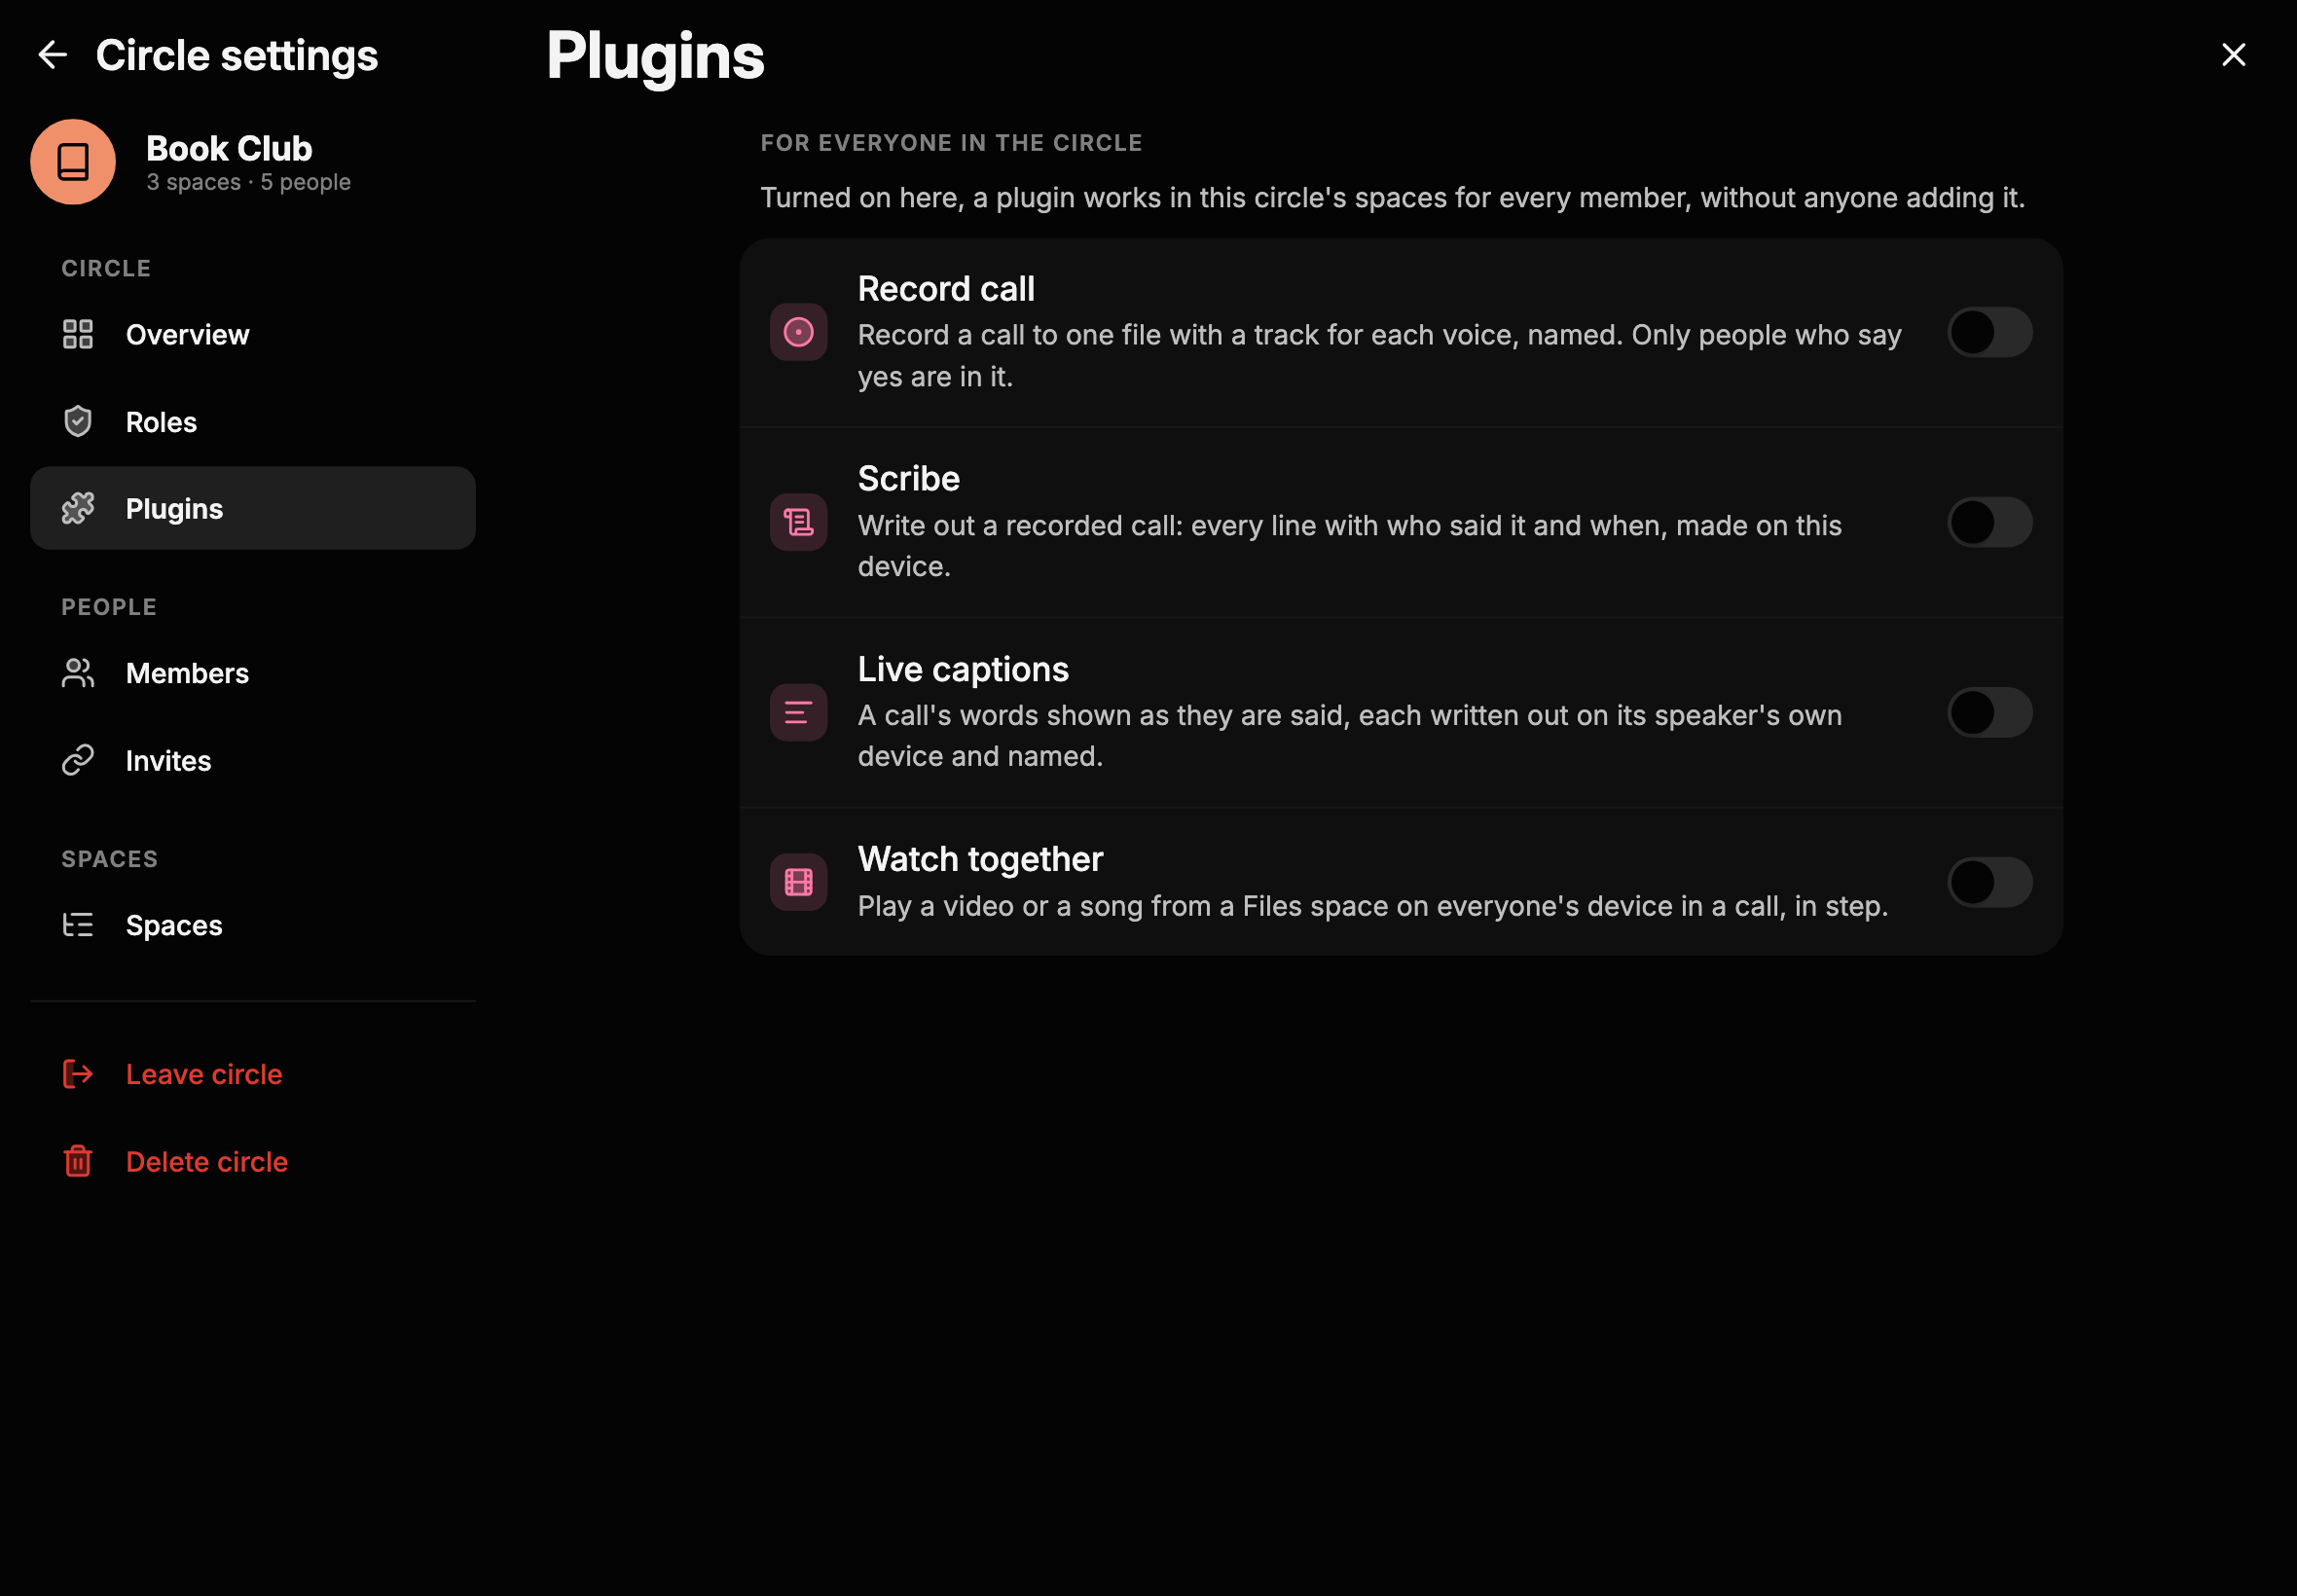 Circle settings
Book Club
3 spaces · 5 people
CIRCLE
Overview
Roles
Plugins
PEOPLE
Members
Invites
SPACES
Spaces
Leave circle
Delete circle
Plugins
FOR EVERYONE IN THE CIRCLE
Turned on here, a plugin works in this circle's spaces for every member, without anyone adding it.
Record call
Record a call to one file with a track for each voice, named. Only people who say
yes are in it.
Scribe
Write out a recorded call: every line with who said it and when, made on this
device.
Live captions
A call's words shown as they are said, each written out on its speaker's own
device and named.
Watch together
Play a video or a song from a Files space on everyone's device in a call, in step.